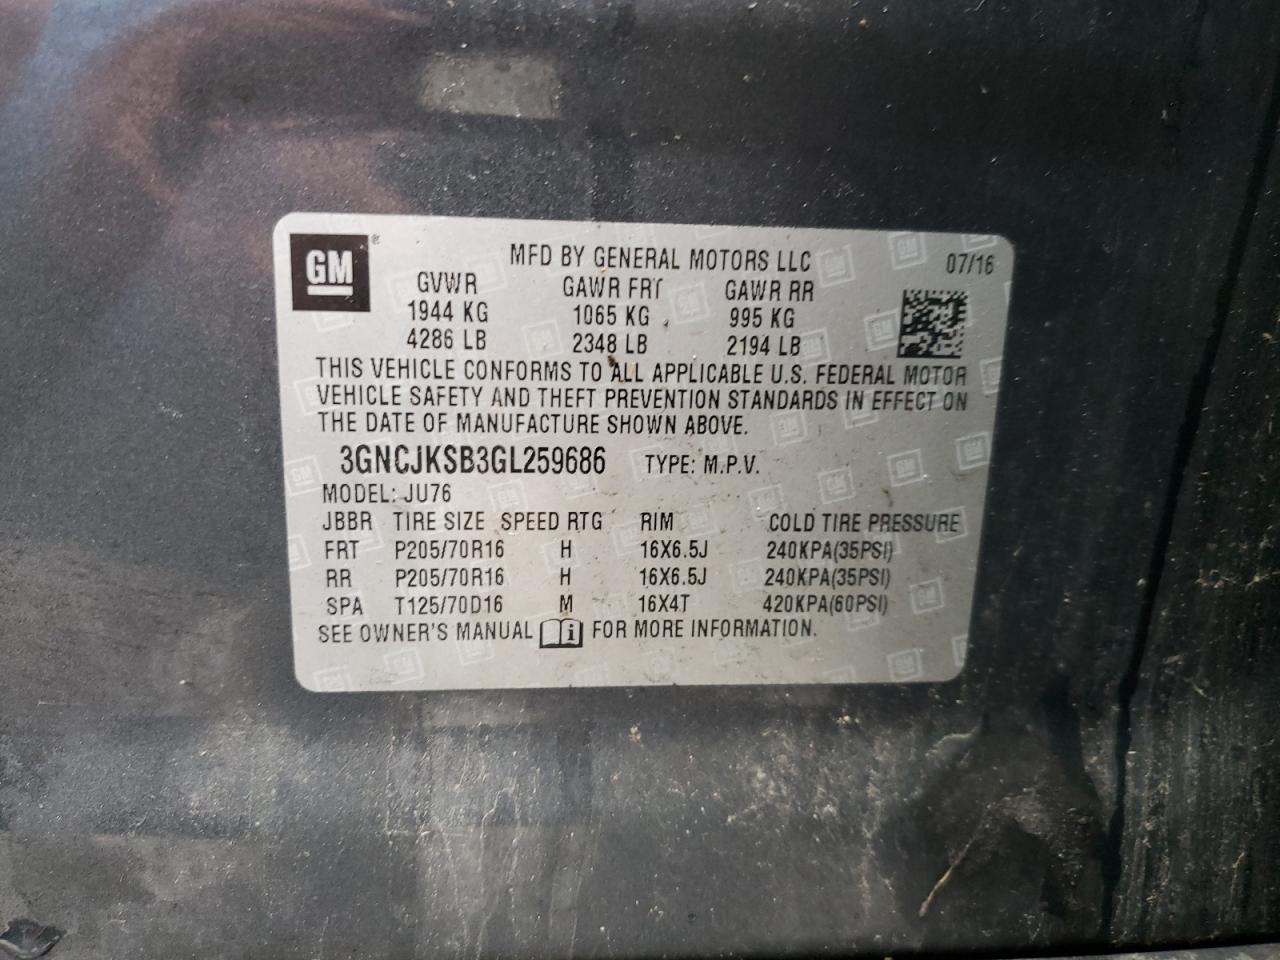 GM ®
MFD BY GENERAL MOTORS LLC 07/16
GVWR GAWR FRT GAWR RR
1944 KG 1065 KG 995 KG
4286 LB 2348 LB 2194 LB
THIS VEHICLE CONFORMS TO ALL APPLICABLE U.S. FEDERAL MOTOR
VEHICLE SAFETY AND THEFT PREVENTION STANDARDS IN EFFECT ON
THE DATE OF MANUFACTURE SHOWN ABOVE.
3GNCJKSB3GL259686 TYPE: M.P.V.
MODEL: JU76
JBBR TIRE SIZE SPEED RTG RIM COLD TIRE PRESSURE
FRT P205/70R16 H 16X6.5J 240KPA(35PSI)
RR P205/70R16 H 16X6.5J 240KPA(35PSI)
SPA T125/70D16 M 16X4T 420KPA(60PSI)
SEE OWNER'S MANUAL FOR MORE INFORMATION.